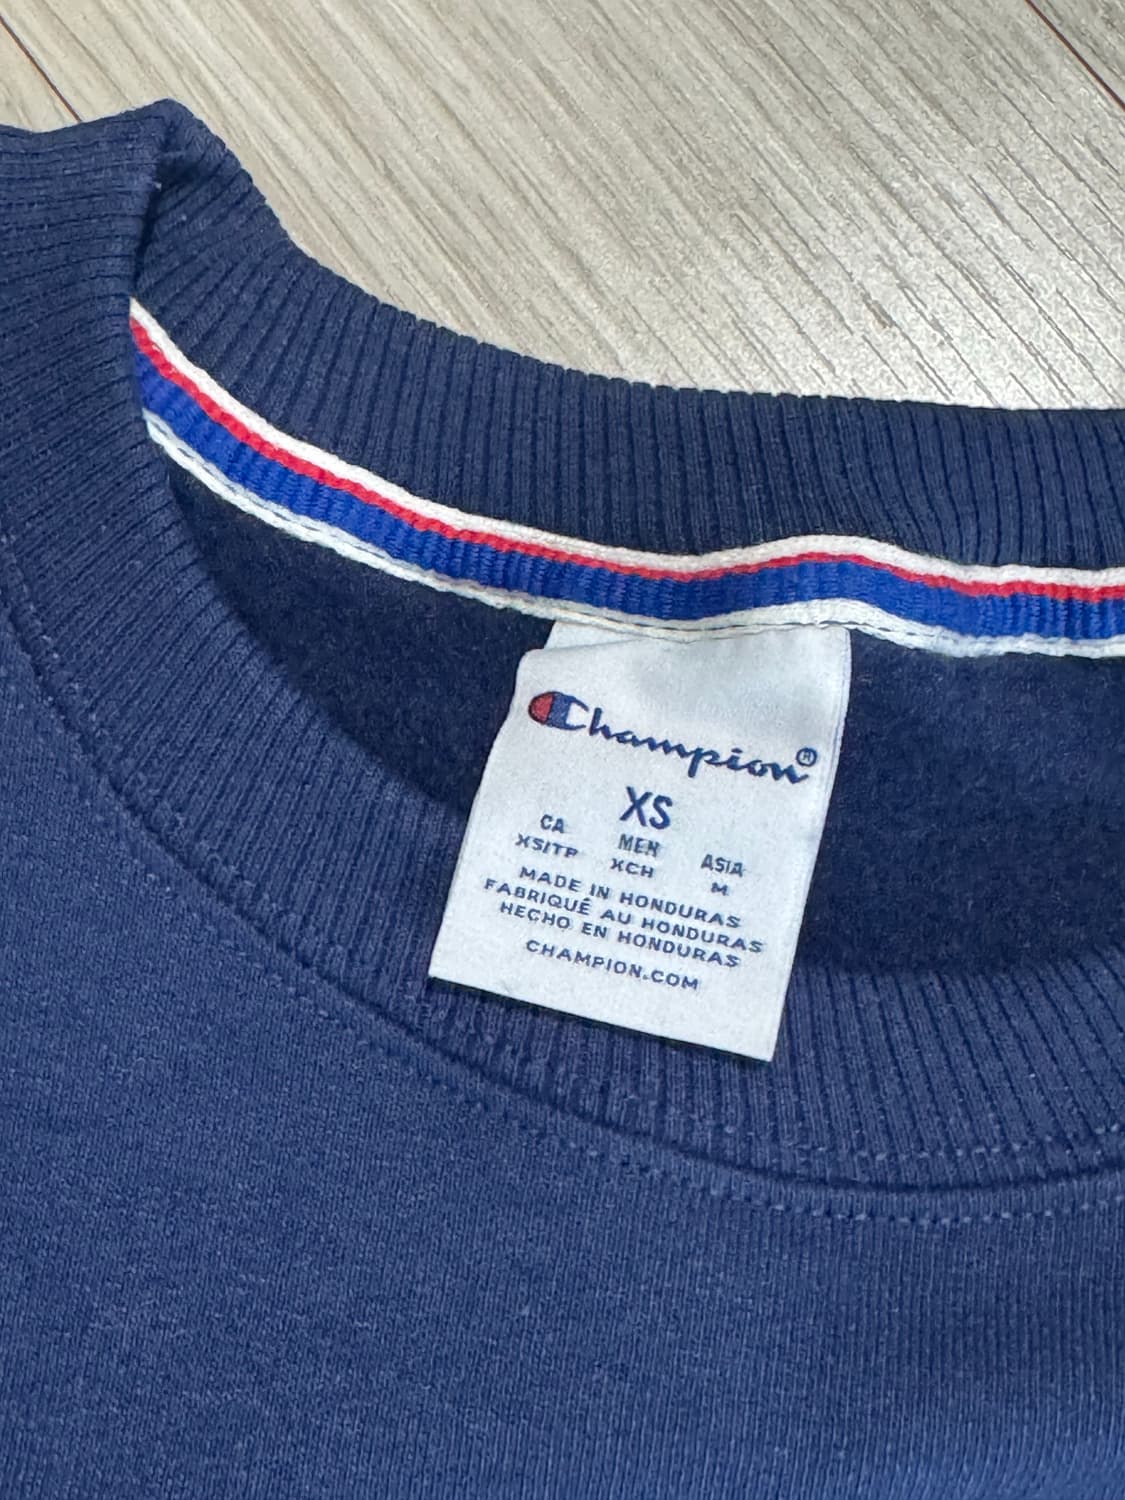 Champion®
XS
CA MEN ASIA
XS/TP XCH M
MADE IN HONDURAS
FABRIQUÉ AU HONDURAS
HECHO EN HONDURAS
CHAMPION.COM